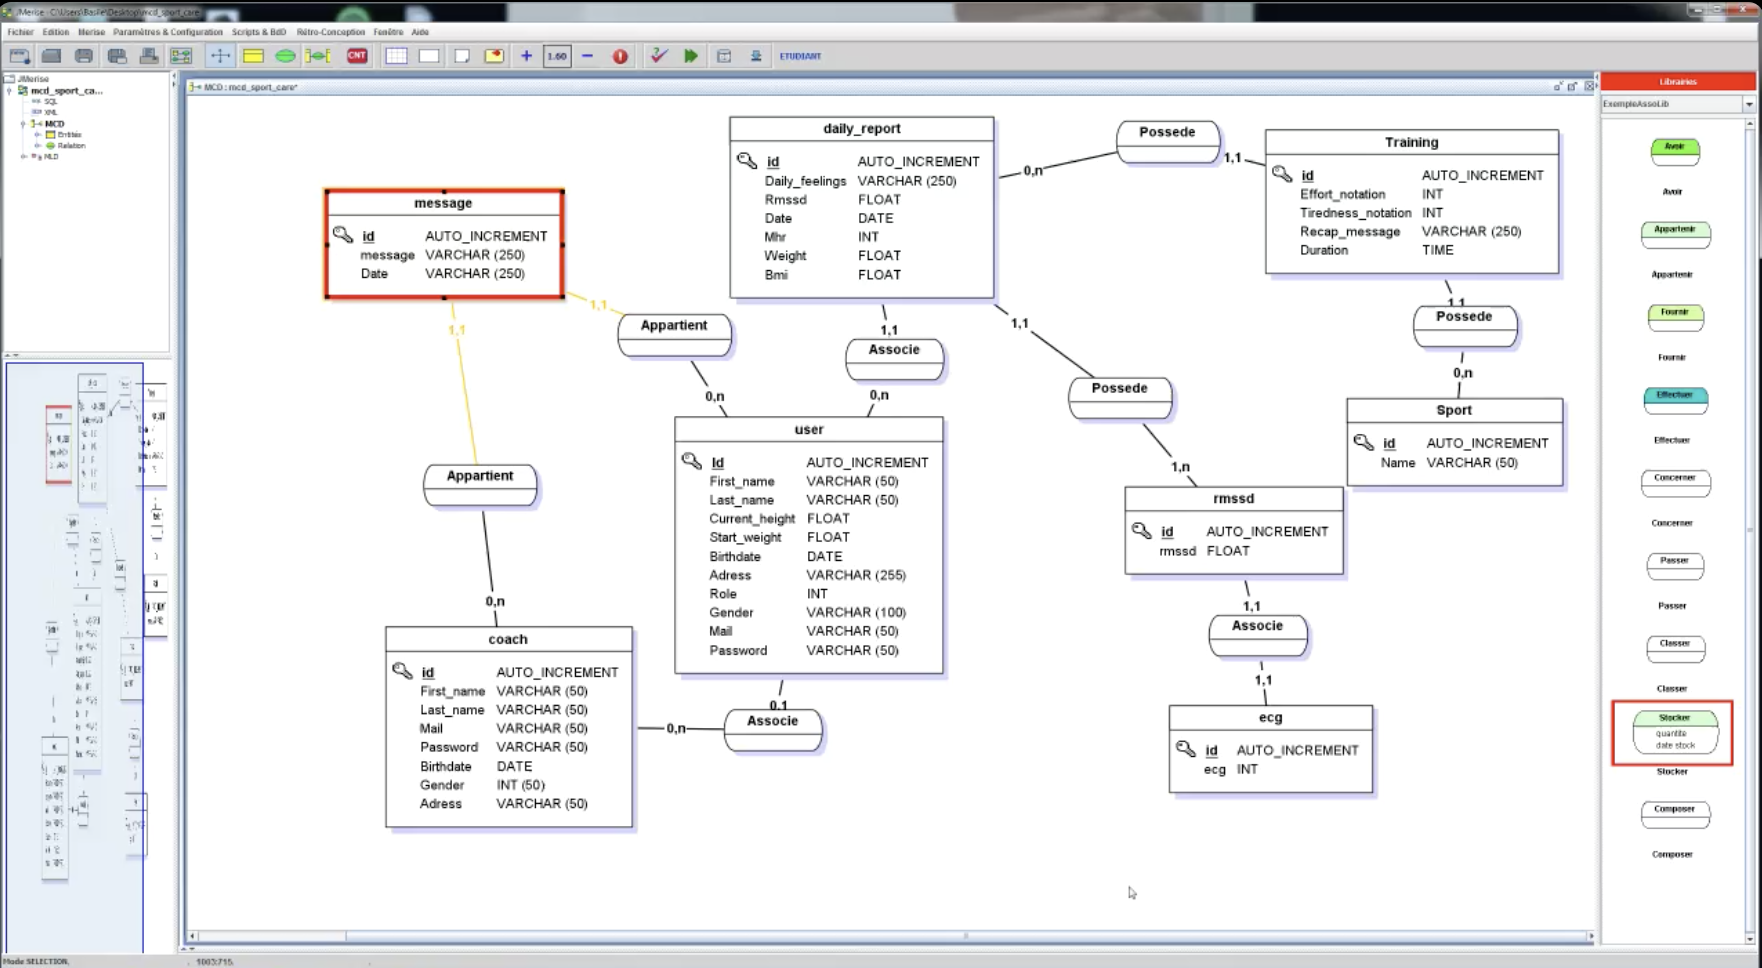 JMerise - C:\Users\Basile\Desktop\mcd_sport_care
Fichier Edition Merise Paramètres & Configuration Scripts & BdD Rétro-Conception Fenêtre Aide
CNT 1.60 ETUDIANT
JMerise
mcd_sport_ca...
SQL
XML
MCD
Entités
Relation
MLD
MCD : mcd_sport_care*
message
id AUTO_INCREMENT
message VARCHAR (250)
Date VARCHAR (250)
1,1
1,1
Appartient
0,n
Appartient
0,n
daily_report
id AUTO_INCREMENT
Daily_feelings VARCHAR (250)
Rmssd FLOAT
Date DATE
Mhr INT
Weight FLOAT
Bmi FLOAT
0,n
Possede
1,1
Training
id AUTO_INCREMENT
Effort_notation INT
Tiredness_notation INT
Recap_message VARCHAR (250)
Duration TIME
1,1
Possede
0,n
Sport
id AUTO_INCREMENT
Name VARCHAR (50)
1,1
Associe
0,n
1,1
Possede
1,n
user
Id AUTO_INCREMENT
First_name VARCHAR (50)
Last_name VARCHAR (50)
Current_height FLOAT
Start_weight FLOAT
Birthdate DATE
Adress VARCHAR (255)
Role INT
Gender VARCHAR (100)
Mail VARCHAR (50)
Password VARCHAR (50)
0,1
Associe
0,n
coach
id AUTO_INCREMENT
First_name VARCHAR (50)
Last_name VARCHAR (50)
Mail VARCHAR (50)
Password VARCHAR (50)
Birthdate DATE
Gender INT (50)
Adress VARCHAR (50)
rmssd
id AUTO_INCREMENT
rmssd FLOAT
1,1
Associe
1,1
ecg
id AUTO_INCREMENT
ecg INT
Librairies
ExempleAssoLib
Avoir
Avoir
Appartenir
Appartenir
Fournir
Fournir
Effectuer
Effectuer
Concerner
Concerner
Passer
Passer
Classer
Classer
Stocker
quantite
date stock
Stocker
Composer
Composer
Mode SELECTION, 1003:715,